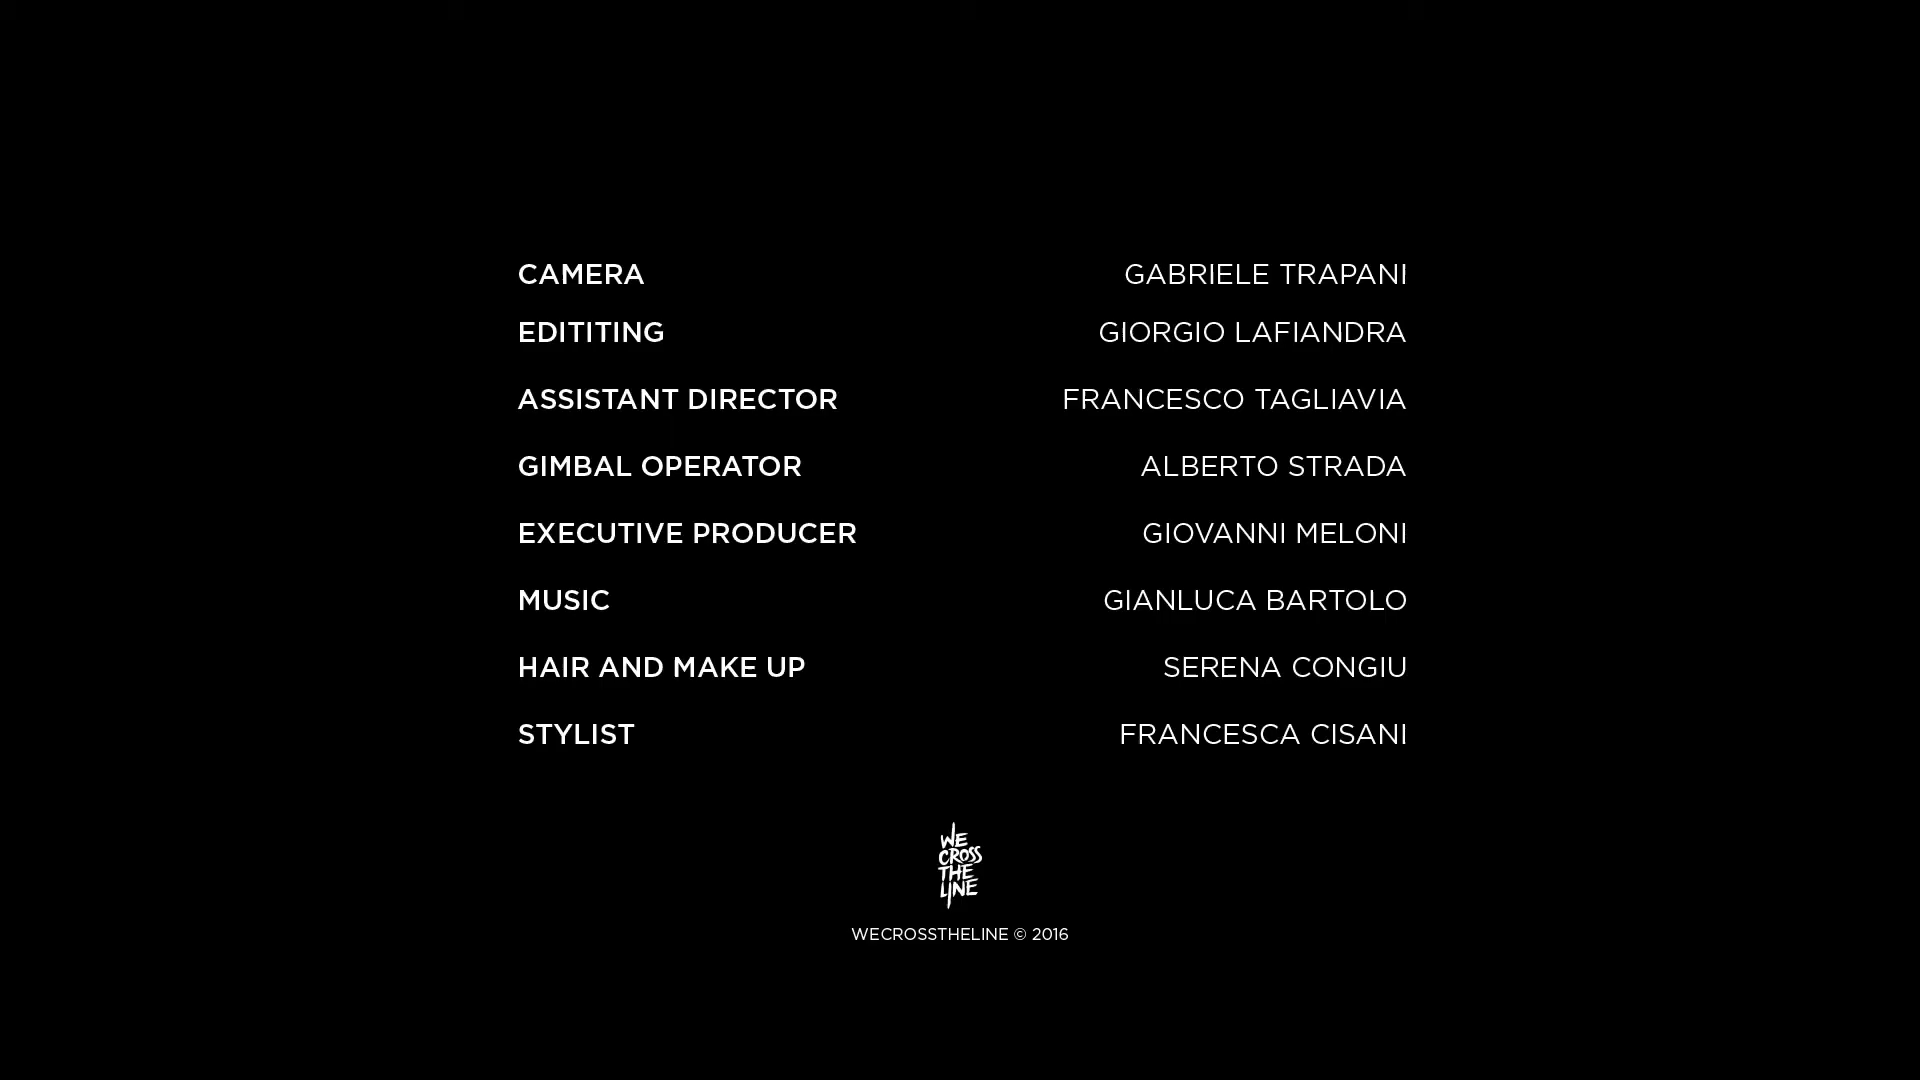 CAMERA GABRIELE TRAPANI
EDITITING GIORGIO LAFIANDRA
ASSISTANT DIRECTOR FRANCESCO TAGLIAVIA
GIMBAL OPERATOR ALBERTO STRADA
EXECUTIVE PRODUCER GIOVANNI MELONI
MUSIC GIANLUCA BARTOLO
HAIR AND MAKE UP SERENA CONGIU
STYLIST FRANCESCA CISANI
WE
CROSS
THE
LINE
WECROSSTHELINE © 2016